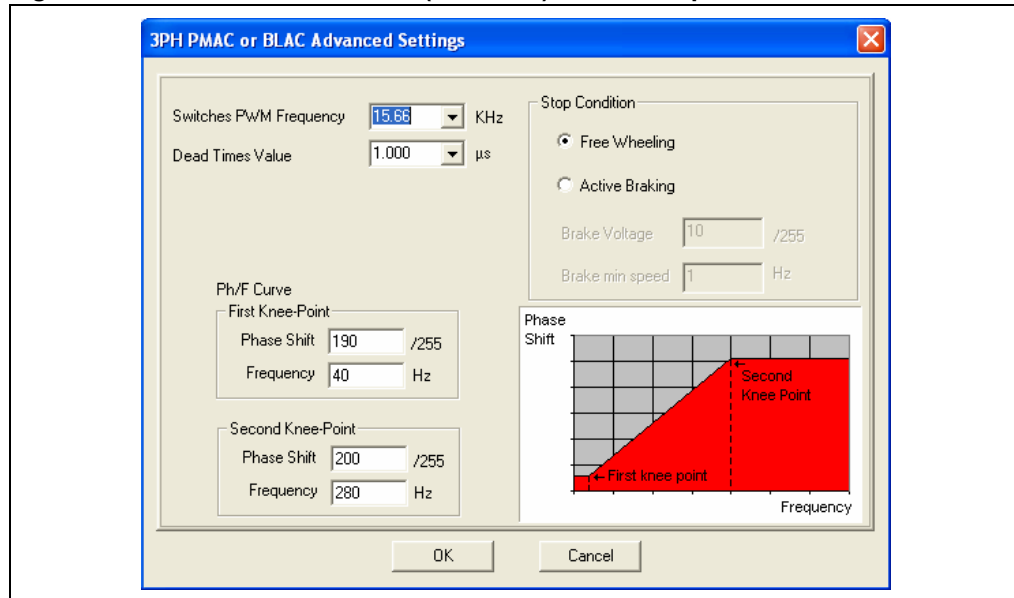 3PH PMAC or BLAC Advanced Settings
Switches PWM Frequency 15.66 KHz
Dead Times Value 1.000 µs
Stop Condition
Free Wheeling
Active Braking
Brake Voltage 10 /255
Brake min speed 1 Hz
Ph/F Curve
First Knee-Point
Phase Shift 190 /255
Frequency 40 Hz
Second Knee-Point
Phase Shift 200 /255
Frequency 280 Hz
Phase
Shift
Second
Knee Point
First knee point
Frequency
OK
Cancel